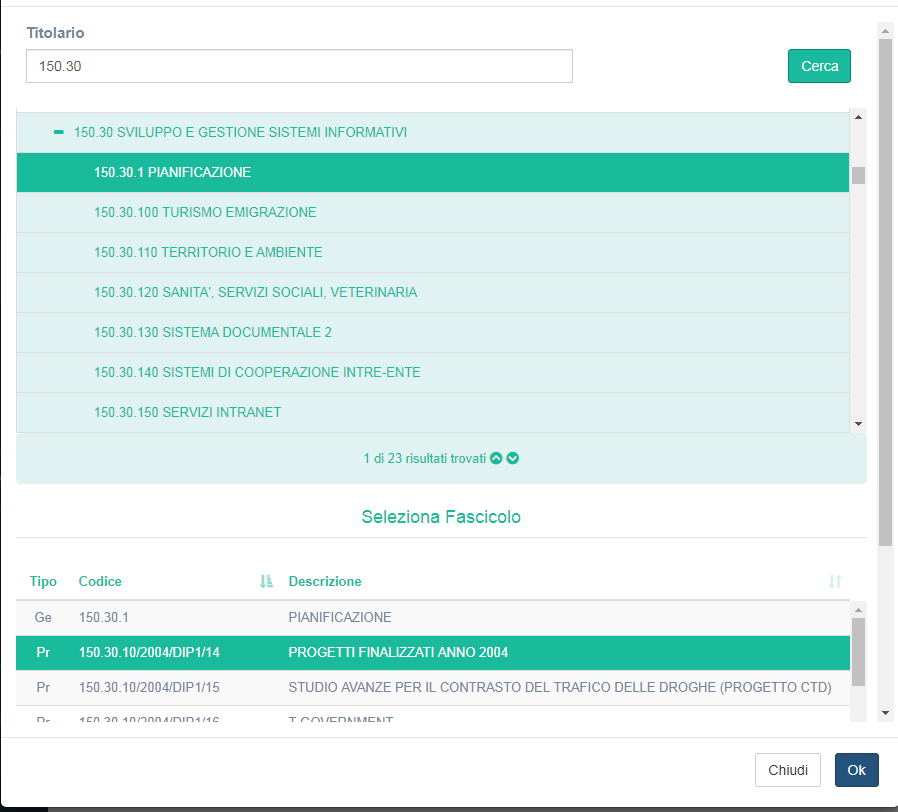 Titolario
150.30
Cerca
150.30 SVILUPPO E GESTIONE SISTEMI INFORMATIVI
150.30.1 PIANIFICAZIONE
150.30.100 TURISMO EMIGRAZIONE
150.30.110 TERRITORIO E AMBIENTE
150.30.120 SANITA', SERVIZI SOCIALI, VETERINARIA
150.30.130 SISTEMA DOCUMENTALE 2
150.30.140 SISTEMI DI COOPERAZIONE INTRE-ENTE
150.30.150 SERVIZI INTRANET
1 di 23 risultati trovati
Seleziona Fascicolo
Tipo Codice Descrizione
Ge 150.30.1 PIANIFICAZIONE
Pr 150.30.10/2004/DIP1/14 PROGETTI FINALIZZATI ANNO 2004
Pr 150.30.10/2004/DIP1/15 STUDIO AVANZE PER IL CONTRASTO DEL TRAFICO DELLE DROGHE (PROGETTO CTD)
Pr 150.30.10/2004/DIP1/16 T-GOVERNMENT
Chiudi Ok